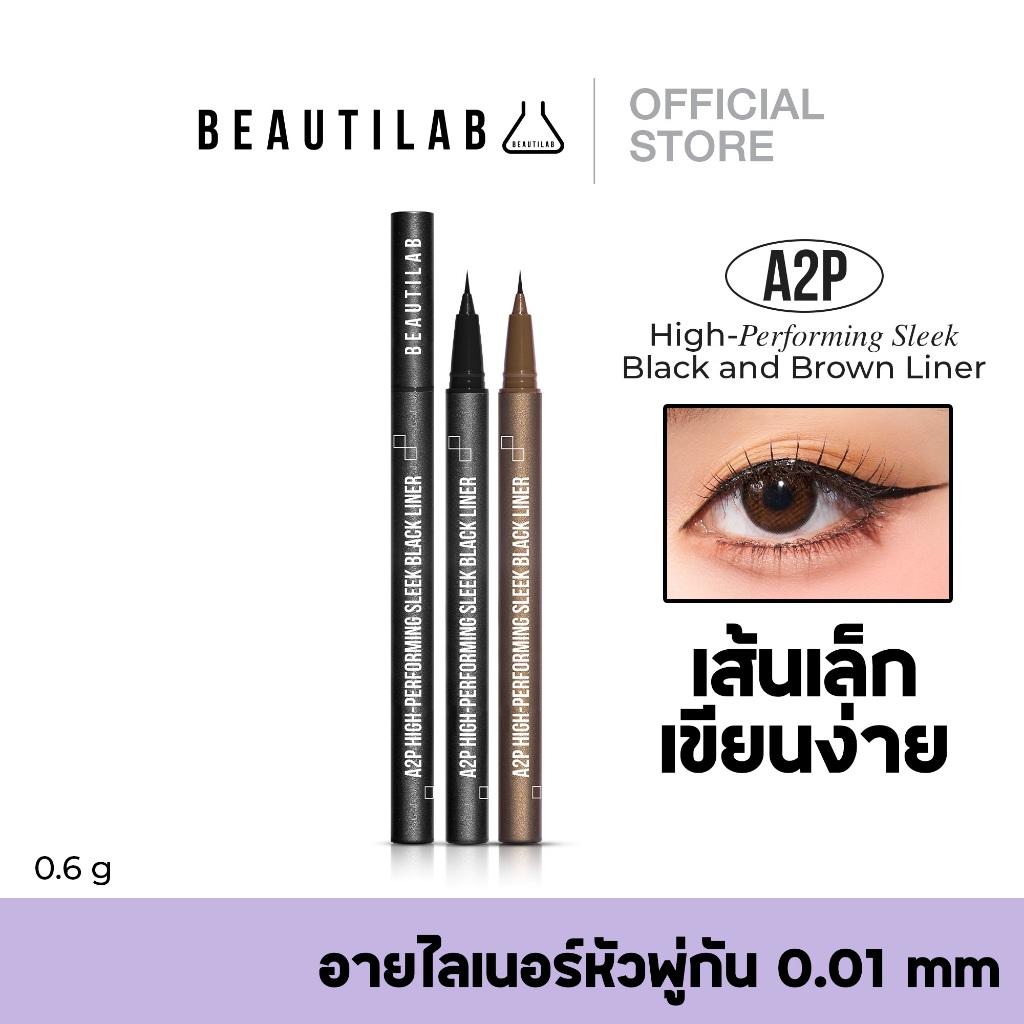 BEAUTILAB
BEAUTILAB
OFFICIAL
STORE
A2P
High-Performing Sleek
Black and Brown Liner
BEAUTILAB
A2P HIGH-PERFORMING SLEEK BLACK LINER
A2P HIGH-PERFORMING SLEEK BLACK LINER
A2P HIGH-PERFORMING SLEEK BLACK LINER
เส้นเล็ก
เขียนง่าย
0.6 g
อายไลเนอร์หัวพู่กัน 0.01 mm